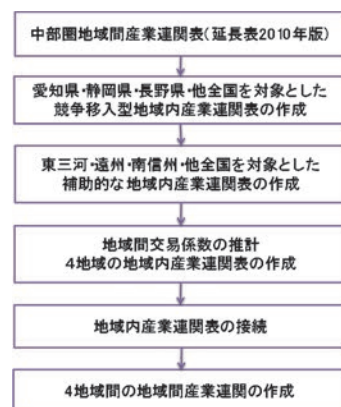 中部圏地域間産業連関表(延長表2010年版)
愛知県・静岡県・長野県・他全国を対象とした
競争移入型地域内産業連関表の作成
東三河・遠州・南信州・他全国を対象とした
補助的な地域内産業連関表の作成
地域間交易係数の推計
4地域の地域内産業連関表の作成
地域内産業連関表の接続
4地域間の地域間産業連関の作成